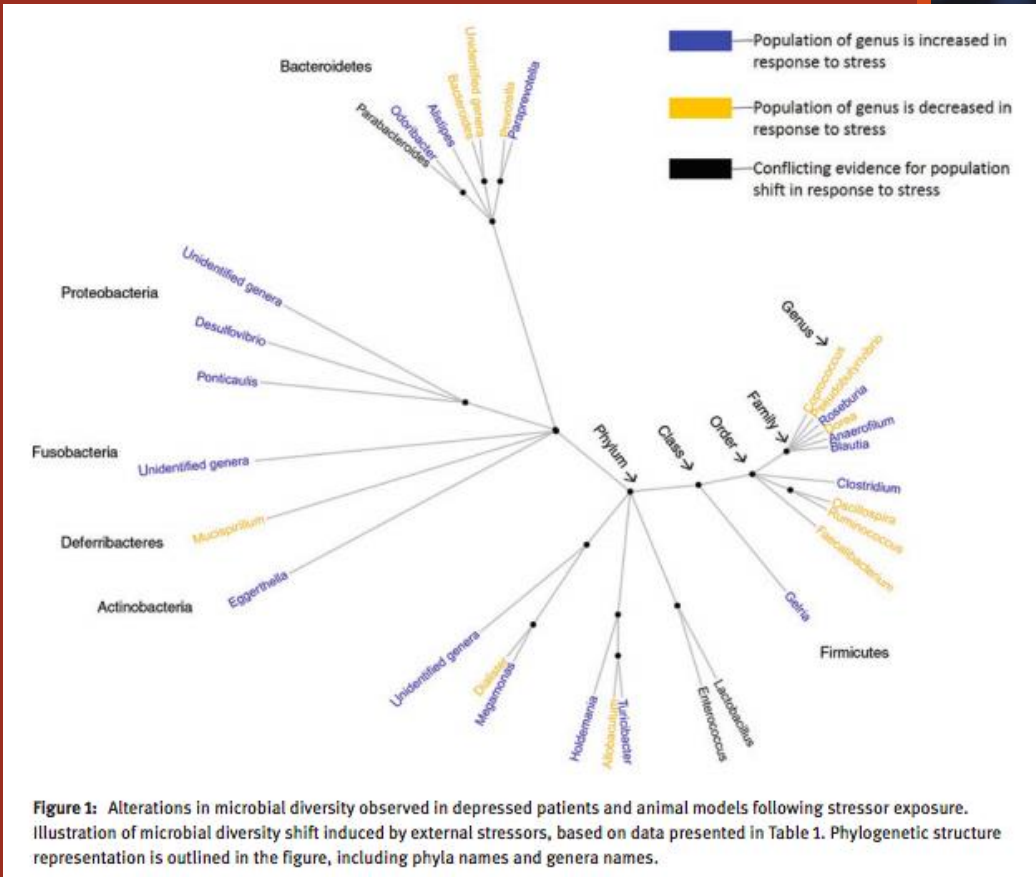 Population of genus is increased in
response to stress
Population of genus is decreased in
response to stress
Conflicting evidence for population
shift in response to stress
Bacteroidetes
Parabacteroides
Odoribacter
Alistipes
Bacteroides
Unidentified genera
Prevotella
Paraprevotella
Proteobacteria
Unidentified genera
Desulfovibrio
Ponticaulis
Fusobacteria
Unidentified genera
Deferribacteres
Mucispirillum
Actinobacteria
Eggerthella
Phylum
Class
Order
Family
Genus
Coprococcus
Pseudobutyrivibrio
Roseburia
Dorea
Anaerofilum
Blautia
Clostridium
Oscillospira
Ruminococcus
Faecalibacterium
Gelria
Firmicutes
Unidentified genera
Dialister
Megamonas
Holdemania
Allobaculum
Turicibacter
Enterococcus
Lactobacillus
Figure 1: Alterations in microbial diversity observed in depressed patients and animal models following stressor exposure.
Illustration of microbial diversity shift induced by external stressors, based on data presented in Table 1. Phylogenetic structure
representation is outlined in the figure, including phyla names and genera names.